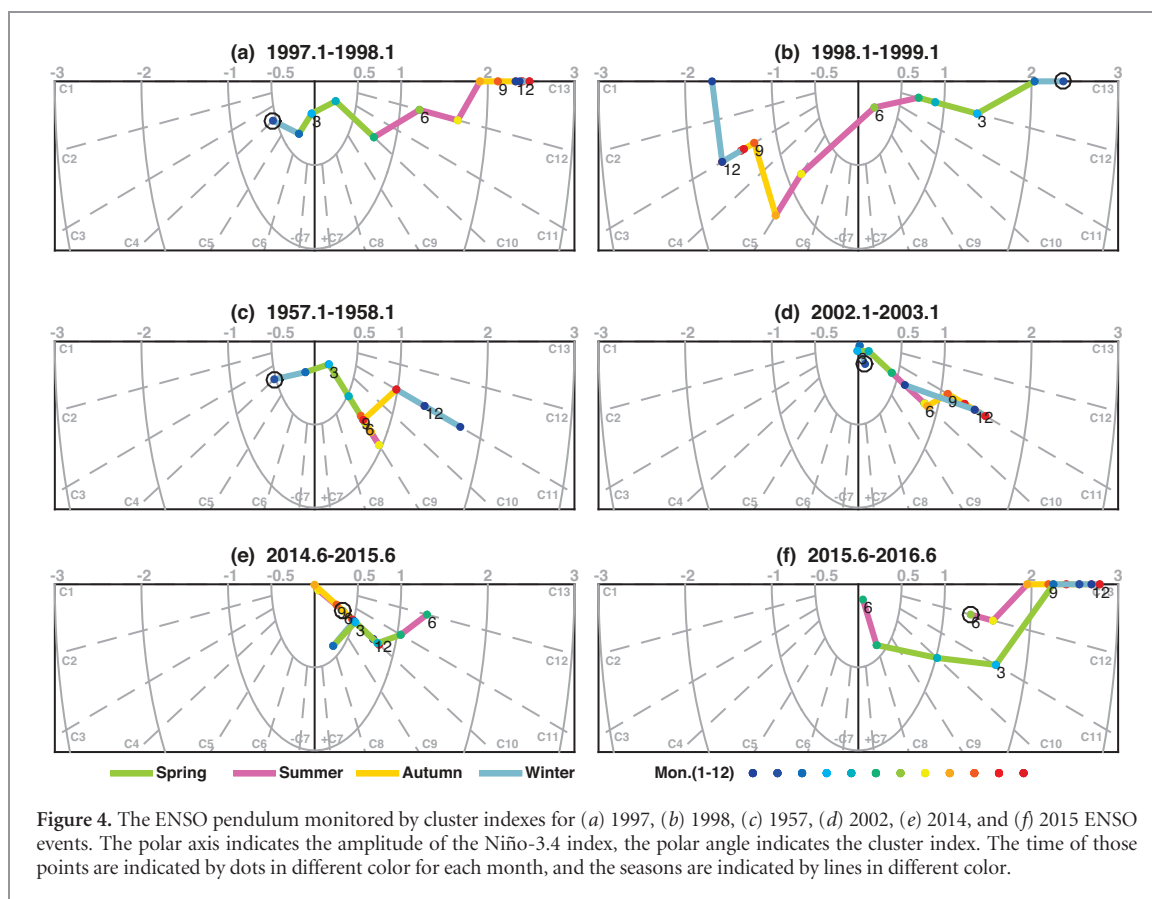 (a) 1997.1-1998.1
(b) 1998.1-1999.1
-3 -2 -1 -0.5 0.5 1 2 3
-3 -2 -1 -0.5 0.5 1 2 3
C1 C13
C1 C13
3 6 9 12
12 9 6 3
C2 C12
C2 C12
C3 C4 C5 C6 -C7 +C7 C8 C9 C10 C11
C3 C4 C5 C6 -C7 +C7 C8 C9 C10 C11
(c) 1957.1-1958.1
(d) 2002.1-2003.1
-3 -2 -1 -0.5 0.5 1 2 3
-3 -2 -1 -0.5 0.5 1 2 3
C1 C13
C1 C13
3 6 9 12
3 6 9 12
C2 C12
C2 C12
C3 C4 C5 C6 -C7 +C7 C8 C9 C10 C11
C3 C4 C5 C6 -C7 +C7 C8 C9 C10 C11
(e) 2014.6-2015.6
(f) 2015.6-2016.6
-3 -2 -1 -0.5 0.5 1 2 3
-3 -2 -1 -0.5 0.5 1 2 3
C1 C13
C1 C13
6 9 12 3 6
6 9 12 3 6
C2 C12
C2 C12
C3 C4 C5 C6 -C7 +C7 C8 C9 C10 C11
C3 C4 C5 C6 -C7 +C7 C8 C9 C10 C11
Spring Summer Autumn Winter Mon.(1-12)
Figure 4. The ENSO pendulum monitored by cluster indexes for (a) 1997, (b) 1998, (c) 1957, (d) 2002, (e) 2014, and (f) 2015 ENSO
events. The polar axis indicates the amplitude of the Niño-3.4 index, the polar angle indicates the cluster index. The time of those
points are indicated by dots in different color for each month, and the seasons are indicated by lines in different color.